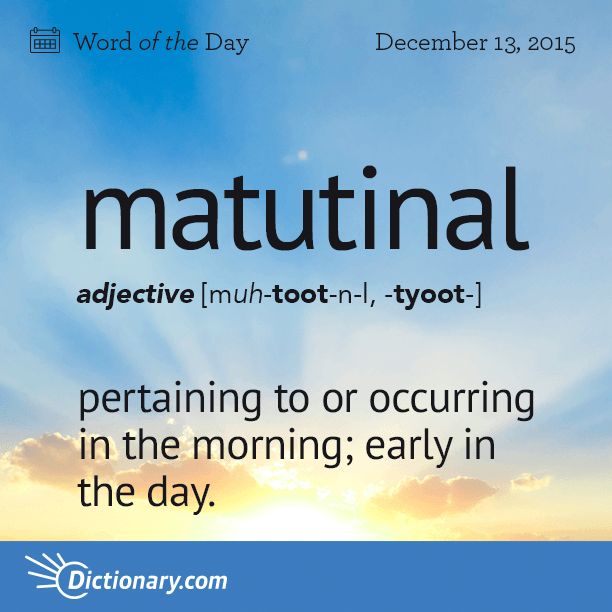 Word of the Day
December 13, 2015
matutinal
adjective [muh-toot-n-l, -tyoot-]
pertaining to or occurring
in the morning; early in
the day.
Dictionary.com